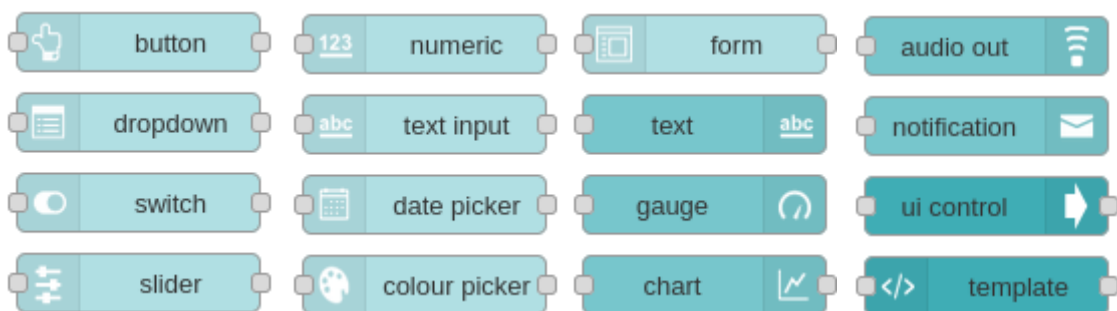 button
123 numeric
form
audio out
dropdown
abc text input
text abc
notification
switch
date picker
gauge
ui control
slider
colour picker
chart
</> template